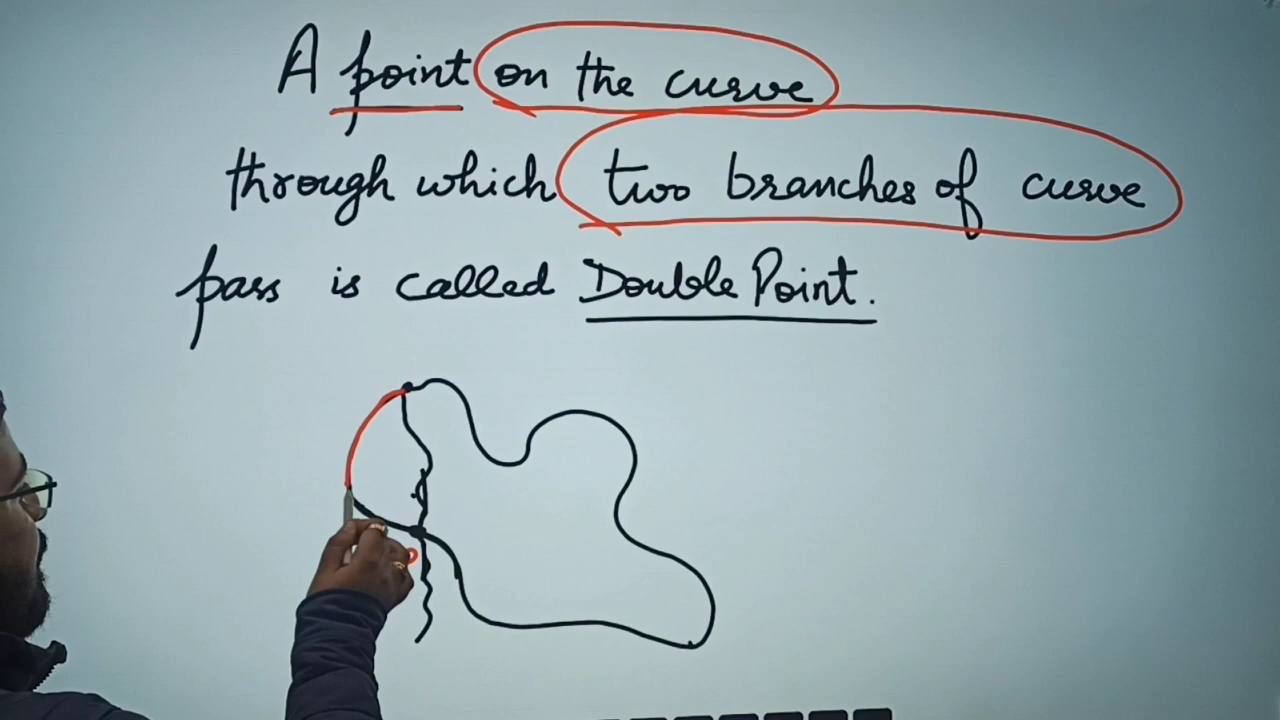 A point on the curve
through which two branches of curve
pass is called Double Point.